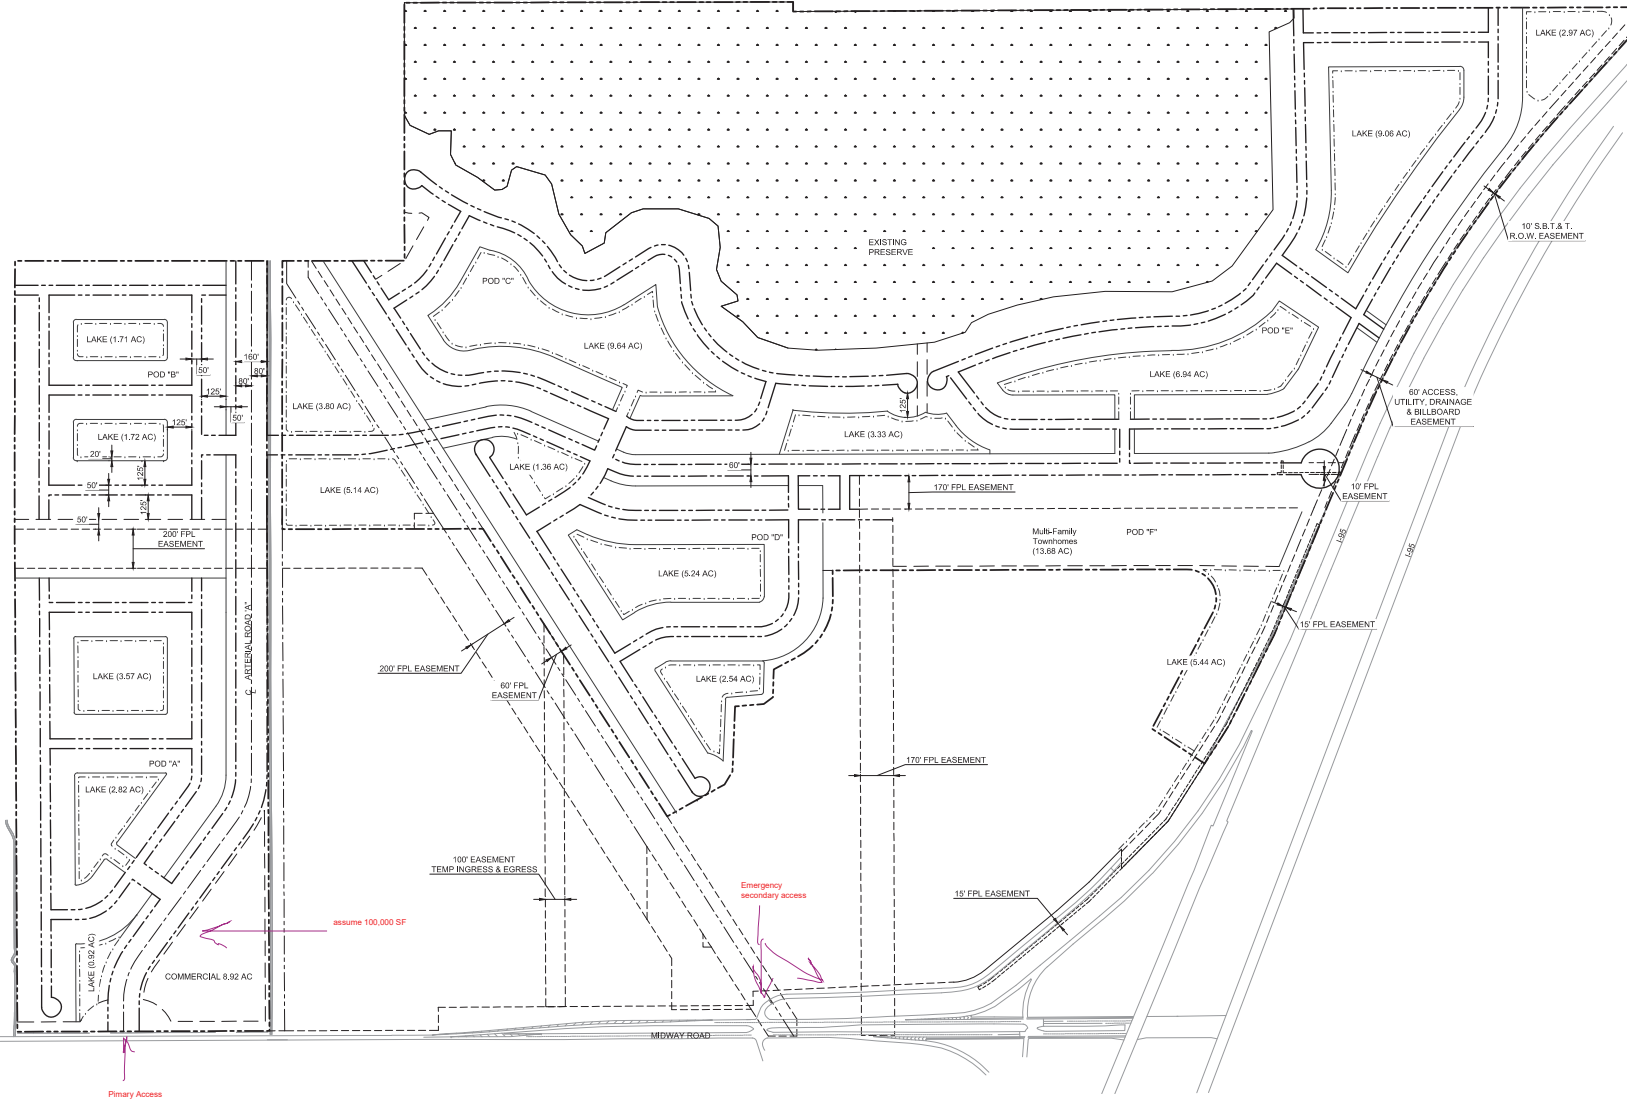 LAKE (2.97 AC)
LAKE (9.06 AC)
10' S.B.T.& T.
R.O.W. EASEMENT
EXISTING
PRESERVE
POD "C"
LAKE (9.64 AC)
POD "E"
LAKE (6.94 AC)
LAKE (1.71 AC)
POD "B"
50'
160'
80'
80'
125'
50'
125'
LAKE (1.72 AC)
20'
125'
50'
125'
50'
200' FPL
EASEMENT
LAKE (3.80 AC)
LAKE (5.14 AC)
LAKE (1.36 AC)
125'
LAKE (3.33 AC)
60'
170' FPL EASEMENT
60' ACCESS,
UTILITY, DRAINAGE
& BILLBOARD
EASEMENT
10' FPL
EASEMENT
Multi-Family
Townhomes
(13.68 AC)
POD "F"
POD "D"
LAKE (5.24 AC)
I-95
I-95
15' FPL EASEMENT
LAKE (5.44 AC)
LAKE (2.54 AC)
200' FPL EASEMENT
60' FPL
EASEMENT
C
L
ARTERIAL ROAD "A"
LAKE (3.57 AC)
POD "A"
LAKE (2.82 AC)
170' FPL EASEMENT
100' EASEMENT
TEMP INGRESS & EGRESS
Emergency
secondary access
15' FPL EASEMENT
assume 100,000 SF
LAKE (0.92 AC)
COMMERCIAL 8.92 AC
MIDWAY ROAD
Pimary Access